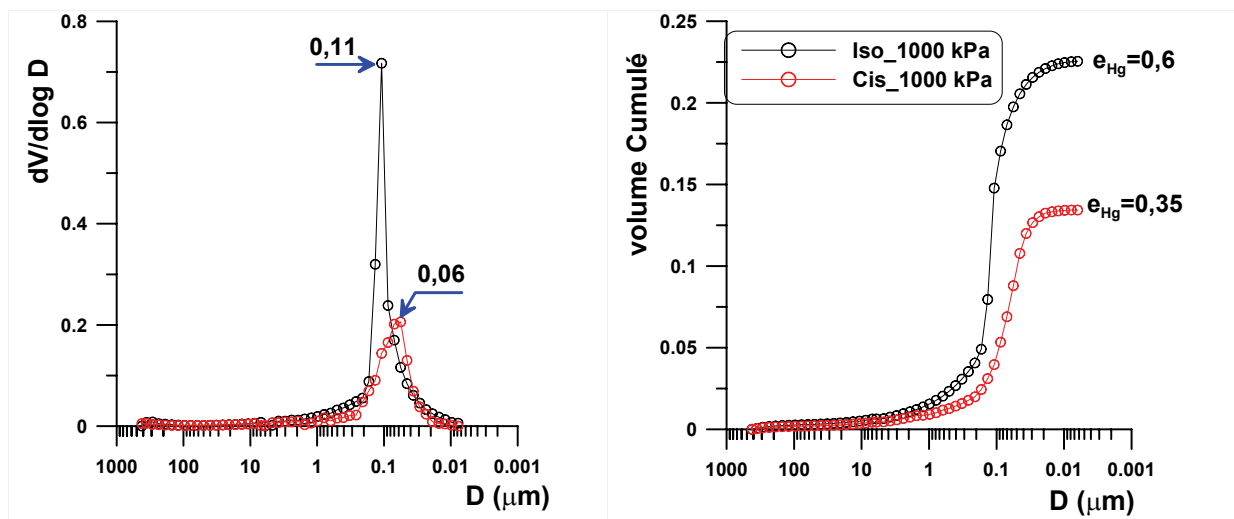 0.8
0.6
0.4
0.2
0
dV/dlog D
0,11
0,06
1000 100 10 1 0.1 0.01 0.001
D (μm)
0.25
0.2
0.15
0.1
0.05
0
volume Cumulé
Iso_1000 kPa
Cis_1000 kPa
eHg=0,6
eHg=0,35
1000 100 10 1 0.1 0.01 0.001
D (μm)